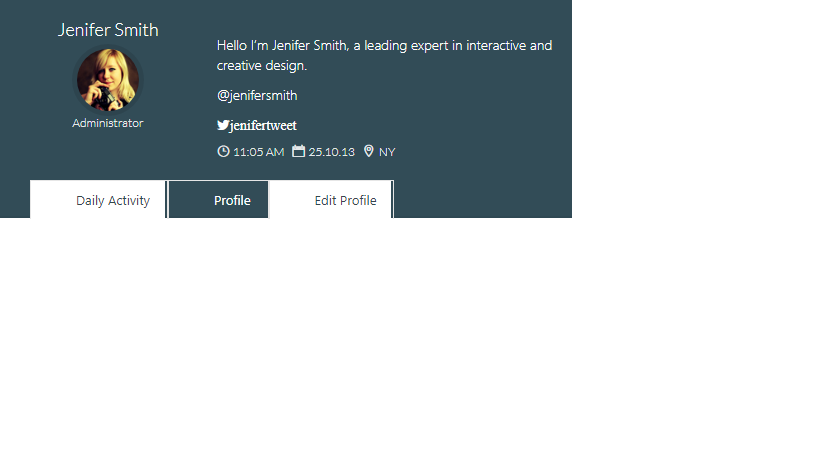 Jenifer Smith
Administrator
Hello I'm Jenifer Smith, a leading expert in interactive and
creative design.
@jenifersmith
jenifertweet
11:05 AM 25.10.13 NY
Daily Activity Profile Edit Profile